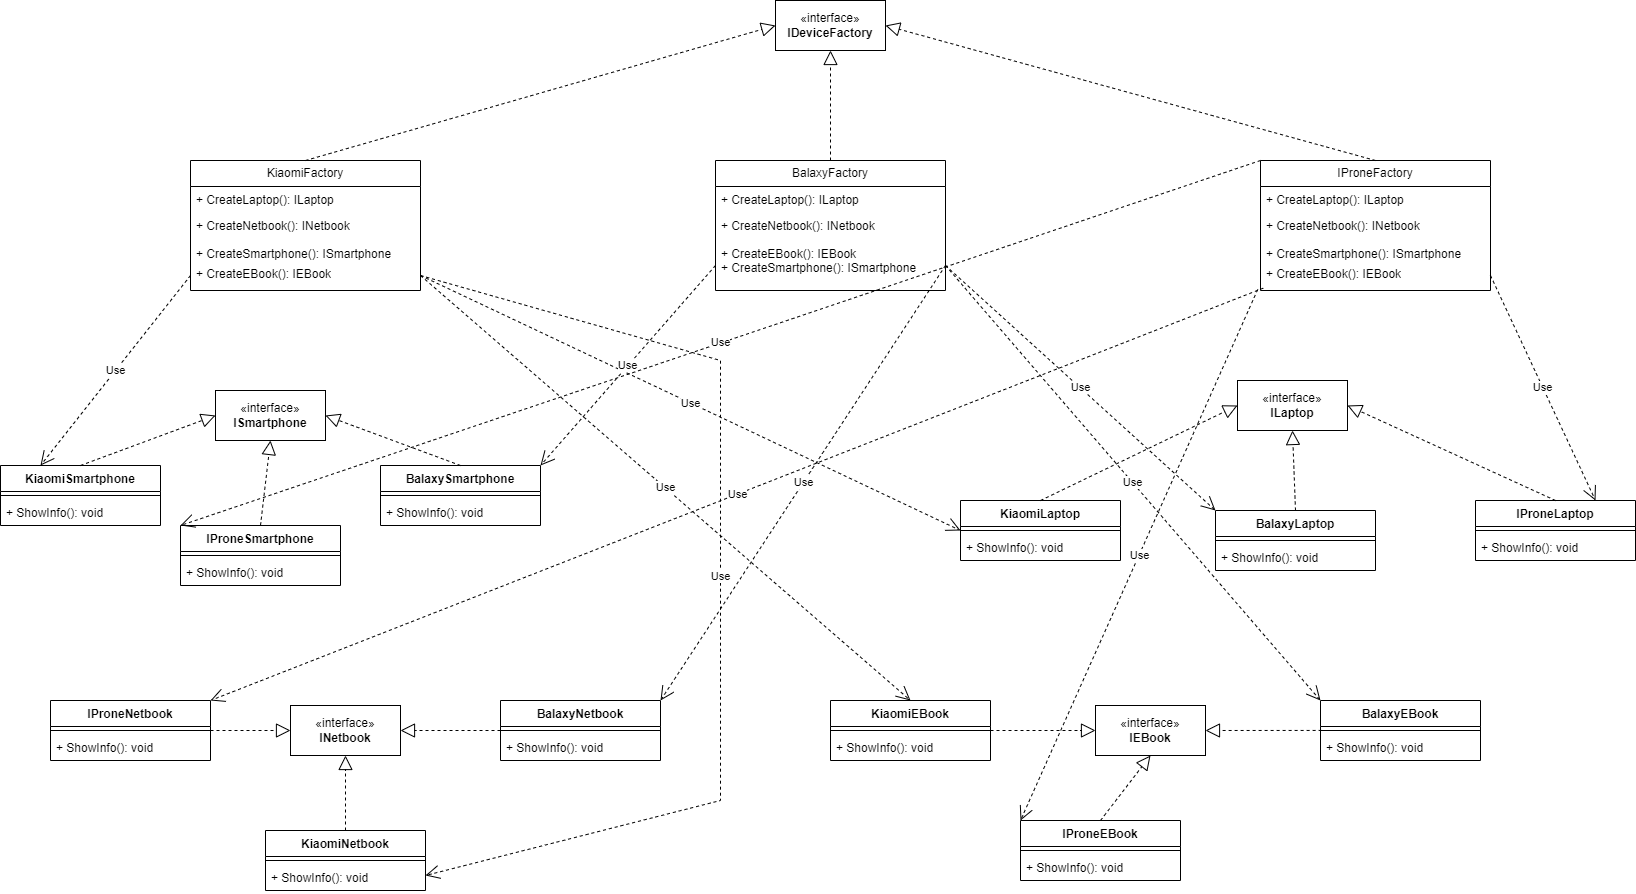 «interface»
IDeviceFactory
KiaomiFactory
+ CreateLaptop(): ILaptop
+ CreateNetbook(): INetbook
+ CreateSmartphone(): ISmartphone
+ CreateEBook(): IEBook
BalaxyFactory
+ CreateLaptop(): ILaptop
+ CreateNetbook(): INetbook
+ CreateEBook(): IEBook
+ CreateSmartphone(): ISmartphone
IProneFactory
+ CreateLaptop(): ILaptop
+ CreateNetbook(): INetbook
+ CreateSmartphone(): ISmartphone
+ CreateEBook(): IEBook
Use
Use
Use
Use
Use
Use
Use
Use
Use
Use
Use
Use
«interface»
ISmartphone
KiaomiSmartphone
+ ShowInfo(): void
IProneSmartphone
+ ShowInfo(): void
BalaxySmartphone
+ ShowInfo(): void
«interface»
ILaptop
KiaomiLaptop
+ ShowInfo(): void
BalaxyLaptop
+ ShowInfo(): void
IProneLaptop
+ ShowInfo(): void
IProneNetbook
+ ShowInfo(): void
«interface»
INetbook
BalaxyNetbook
+ ShowInfo(): void
KiaomiNetbook
+ ShowInfo(): void
KiaomiEBook
+ ShowInfo(): void
«interface»
IEBook
BalaxyEBook
+ ShowInfo(): void
IProneEBook
+ ShowInfo(): void